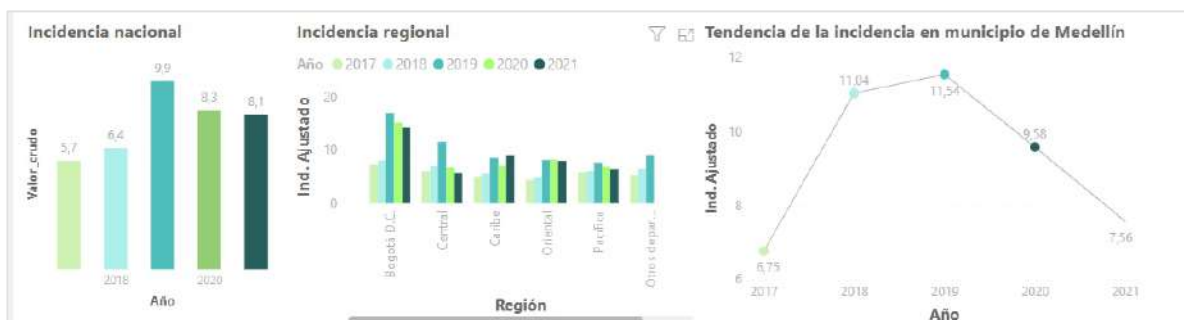 Incidencia nacional
9,9
8,3
8,1
6,4
5,7
Valor_crudo
2018
2020
Año
Incidencia regional
Año 2017 2018 2019 2020 2021
20
10
0
Ind. Ajustado
Bogotá D.C.
Central
Caribe
Oriental
Pacífica
Otros depar...
Región
Tendencia de la incidencia en municipio de Medellín
12
10
8
6
Ind. Ajustado
6,75
11,04
11,54
9,58
7,56
2017
2018
2019
2020
2021
Año